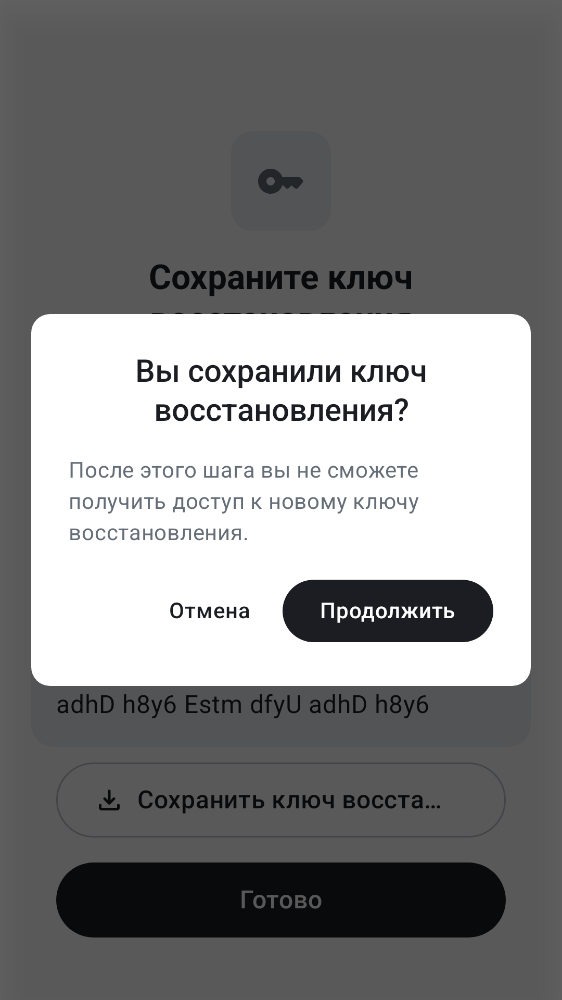 Сохраните ключ
Вы сохранили ключ
восстановления?
После этого шага вы не сможете
получить доступ к новому ключу
восстановления.
Отмена
Продолжить
adhD h8y6 Estm dfyU adhD h8y6
Сохранить ключ восста…
Готово